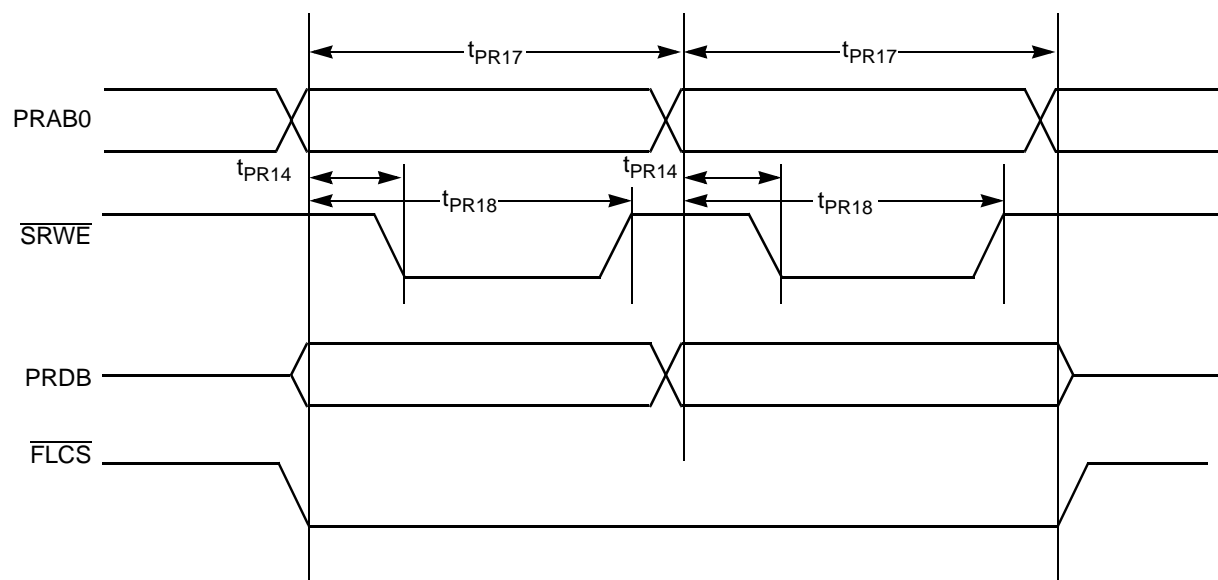 tPR17 tPR17
PRAB0
tPR14 tPR14
tPR18 tPR18
SRWE
PRDB
FLCS